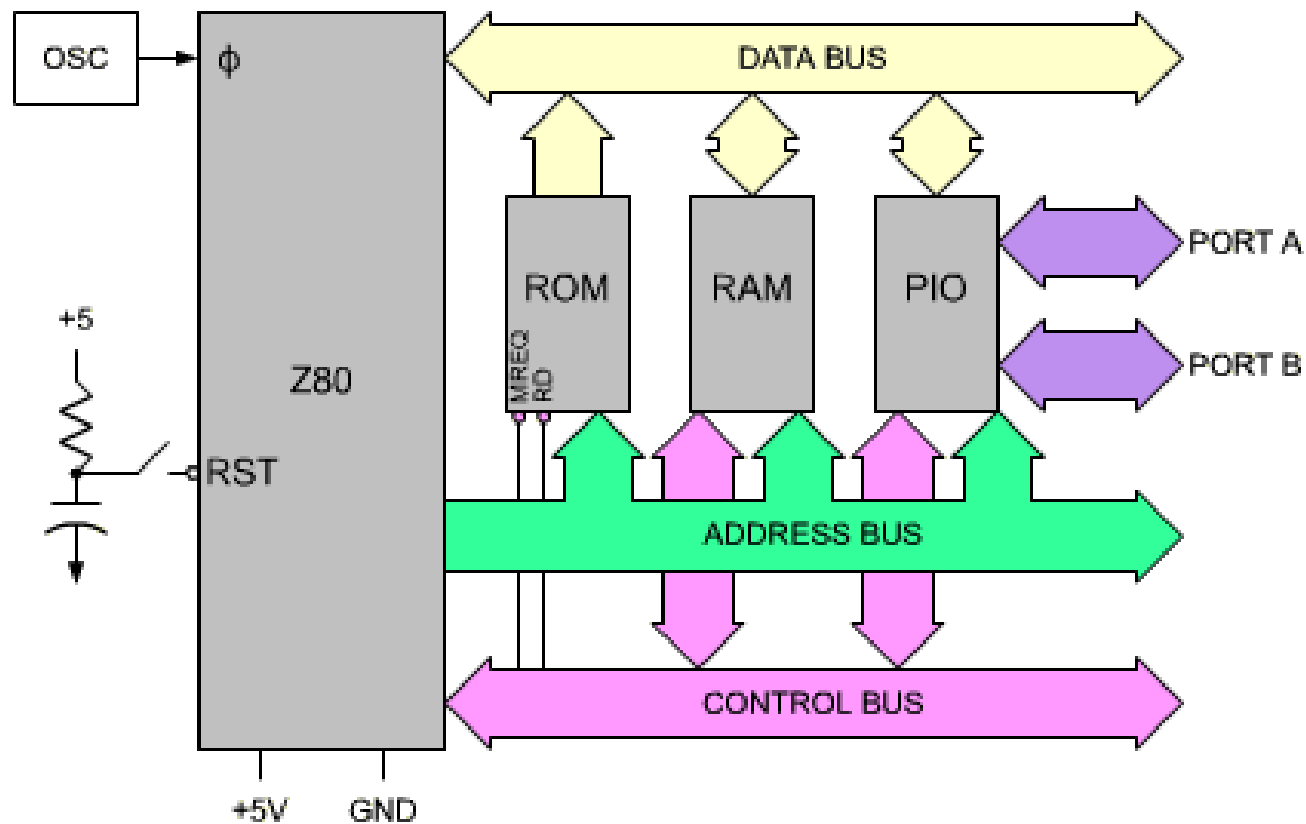 OSC
ϕ
DATA BUS
ROM
RAM
PIO
PORT A
PORT B
MREQ
RD
+5
Z80
RST
ADDRESS BUS
CONTROL BUS
+5V
GND